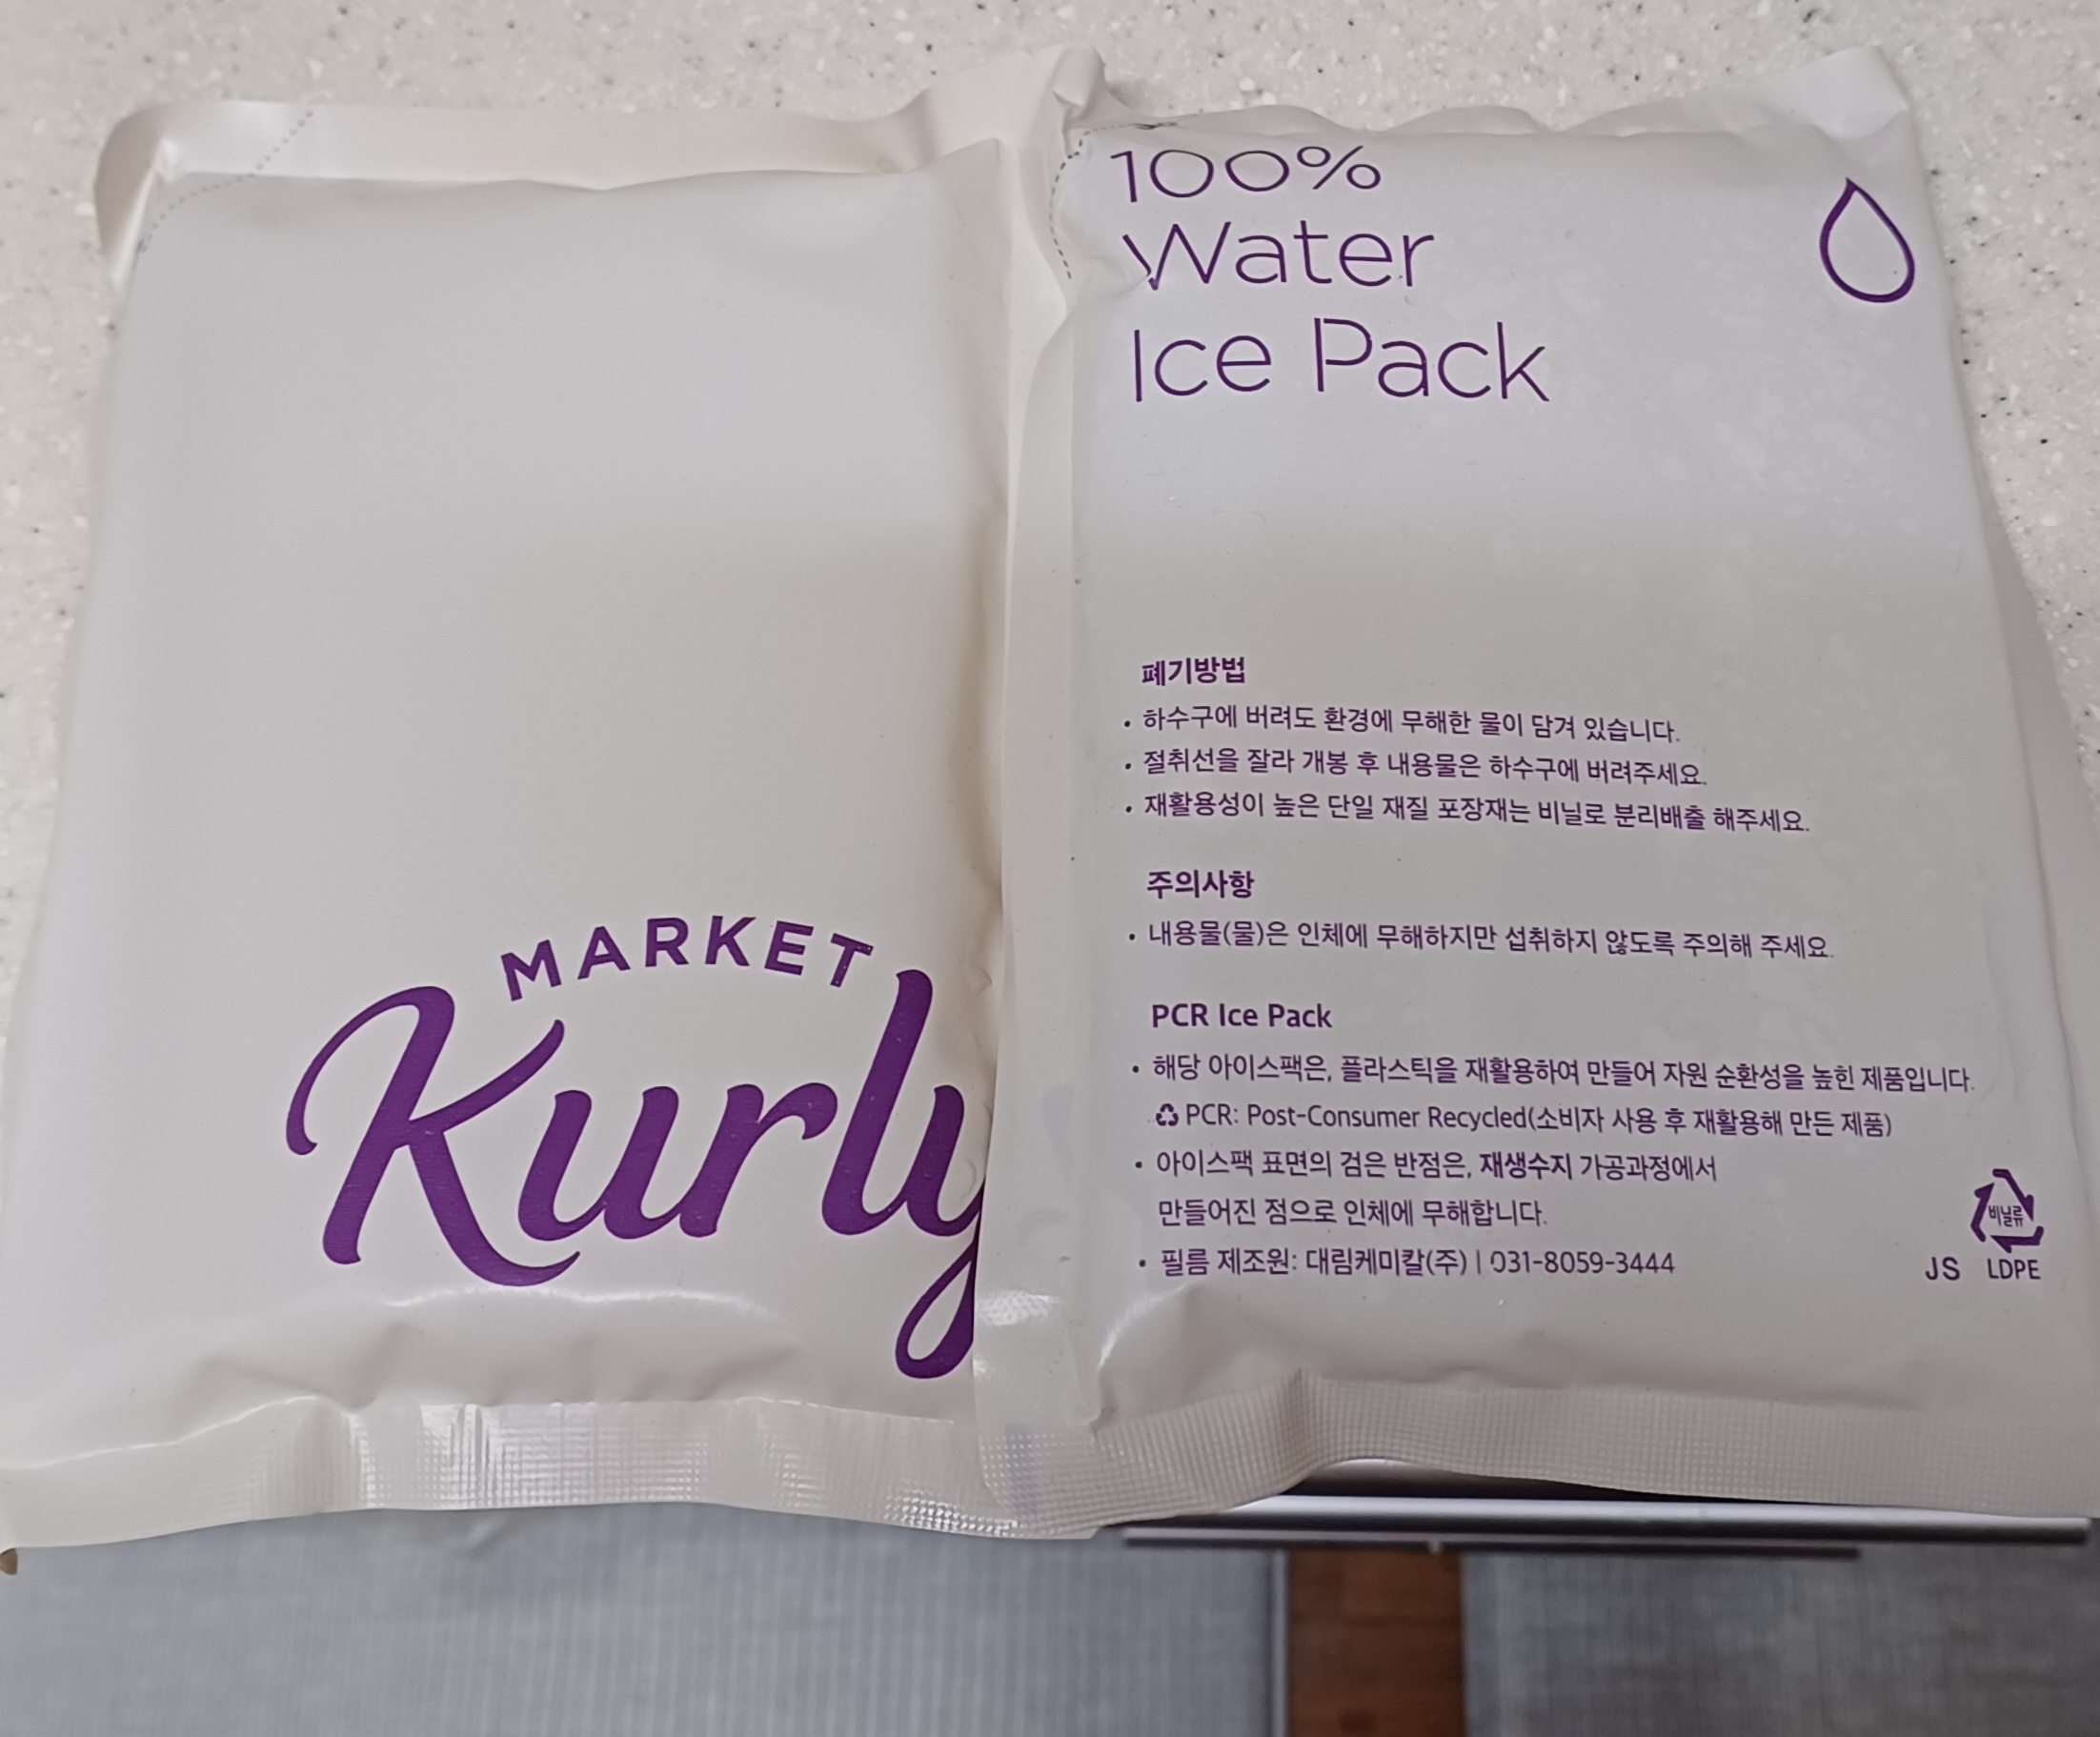 MARKET
Kurly
100%
Water
Ice Pack
폐기방법
• 하수구에 버려도 환경에 무해한 물이 담겨 있습니다.
• 절취선을 잘라 개봉 후 내용물은 하수구에 버려주세요.
• 재활용성이 높은 단일 재질 포장재는 비닐로 분리배출 해주세요.
주의사항
• 내용물(물)은 인체에 무해하지만 섭취하지 않도록 주의해 주세요.
PCR Ice Pack
• 해당 아이스팩은, 플라스틱을 재활용하여 만들어 자원 순환성을 높힌 제품입니다.
♻ PCR: Post-Consumer Recycled(소비자 사용 후 재활용해 만든 제품)
• 아이스팩 표면의 검은 반점은, 재생수지 가공과정에서
만들어진 점으로 인체에 무해합니다.
• 필름 제조원: 대림케미칼(주) | 031-8059-3444
비닐류
JS LDPE